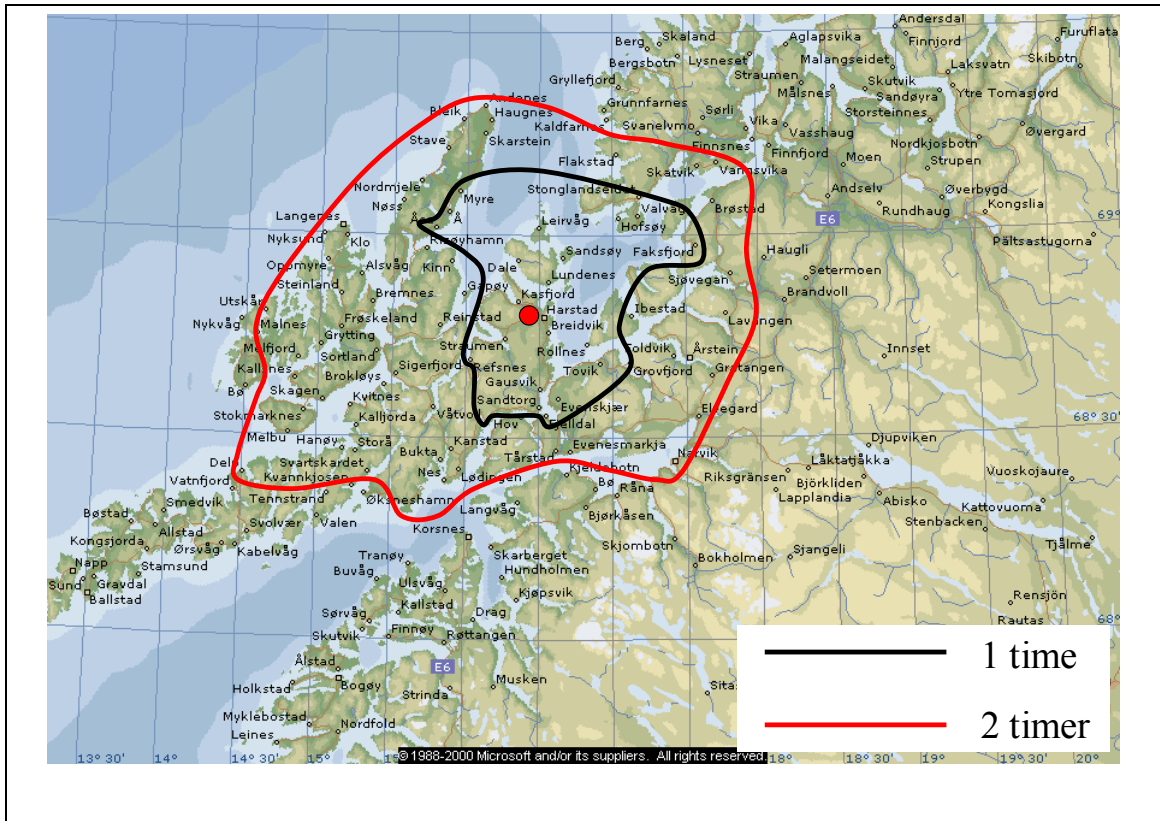 Andersdal
Berg
Skaland
Aglapsvika
Finnjord
Furuflata
Bergsbotn
Lysneset
Malangseidet
Laksvatn
Skibotn
Gryllefjord
Straumen
Skutvik
Målsnes
Sandøyra
Ytre Tomasjord
Bleik
Andenes
Grunnfarnes
Sørli
Haugnes
Storsteinnes
Kaldfarnes
Svanelvmo
Vika
Vasshaug
Øvergard
Stave
Skarstein
Finnsnes
Nordkjosbotn
Finnfjord
Moen
Strupen
Flakstad
Skatvik
Vangsvika
Nordmjele
Myre
Stonglandseidet
Andselv
Øverbygd
Nøss
Valvåg
Brøstad
Rundhaug
Kongslia
Langenes
Å
Leirvåg
Hofsøy
E6
69°
Nyksund
Klo
Risøyhamn
Sandsøy
Faksfjord
Haugli
Pältsastugorna
Oppmyre
Alsvåg
Kinn
Dale
Lundenes
Sjøvegan
Setermoen
Steinland
Gapøy
Kasfjord
Brandvoll
Utskår
Bremnes
Harstad
Ibestad
Nykvåg
Malnes
Frøskeland
Reinstad
Breidvik
Lavangen
Grytting
Straumen
Røllnes
Foldvik
Årstein
Innset
Melfjord
Sortland
Kallsnes
Brokløys
Sigerfjord
Refsnes
Tovik
Grovfjord
Gratangen
Bø
Skagen
Gausvik
Kvitnes
Sandtorg
Stokmarknes
Kalljorda
Våtvoll
Evenskjær
Elvegard
68° 30'
Hov
Fjelldal
Melbu
Hanøy
Storå
Kanstad
Evenesmarkja
Djupviken
Bukta
Tårstad
Narvik
Delp
Svartskardet
Nes
Lødingen
Kjeldebotn
Låktatjåkka
Vuoskojaure
Vatnfjord
Kvannkjosen
Bø
Riksgränsen
Björkliden
Tennstrand
Øksneshamn
Råna
Lapplandia
Abisko
Kattovuoma
Smedvik
Langvåg
Bøstad
Svolvær
Valen
Bjørkåsen
Stenbacken
Allstad
Korsnes
Kongsjorda
Ørsvåg
Kabelvåg
Skjombotn
Tjålme
Napp
Stamsund
Tranøy
Skarberget
Bokholmen
Sjangeli
Sund
Gravdal
Buvåg
Ulsvåg
Hundholmen
Ballstad
Kjøpsvik
Rensjön
Sørvåg
Kallstad
Drag
Rautas
Skutvik
Finnøy
Røttangen
68°
Ålstad
E6
Holkstad
Bogøy
Strinda
Musken
Myklebostad
Nordfold
Leines
1 time
2 timer
© 1988-2000 Microsoft and/or its suppliers. All rights reserved.
13° 30' 14° 14° 30' 15° 18° 18° 30' 19° 19° 30' 20°